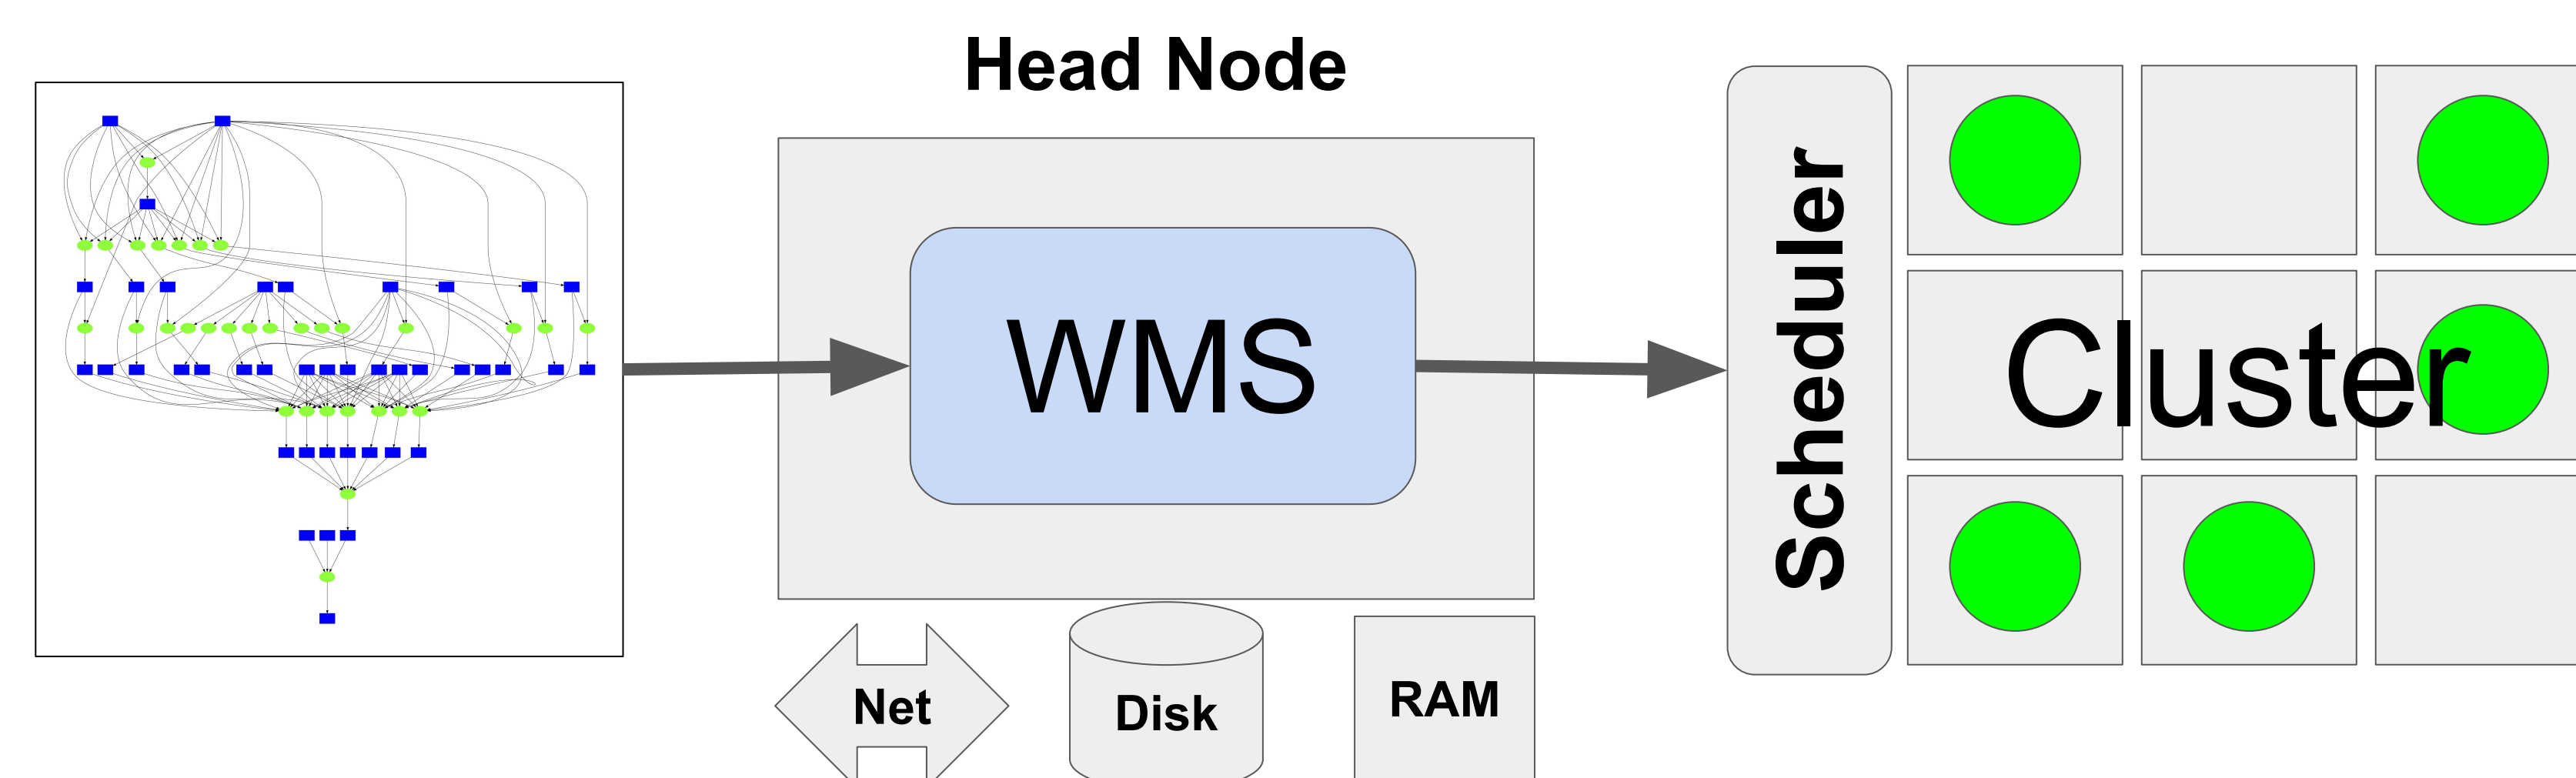 Head Node
WMS
Scheduler
Cluster
Net
Disk
RAM